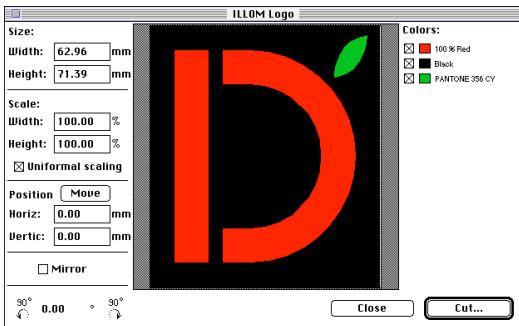 ILLOM Logo
Size:
Width: 62.96 mm
Height: 71.39 mm
Scale:
Width: 100.00 %
Height: 100.00 %
Uniformal scaling
Position Move
Horiz: 0.00 mm
Vertic: 0.00 mm
Mirror
90° 0.00 ° 90°
Colors:
100 % Red
Black
PANTONE 356 CV
Close Cut...